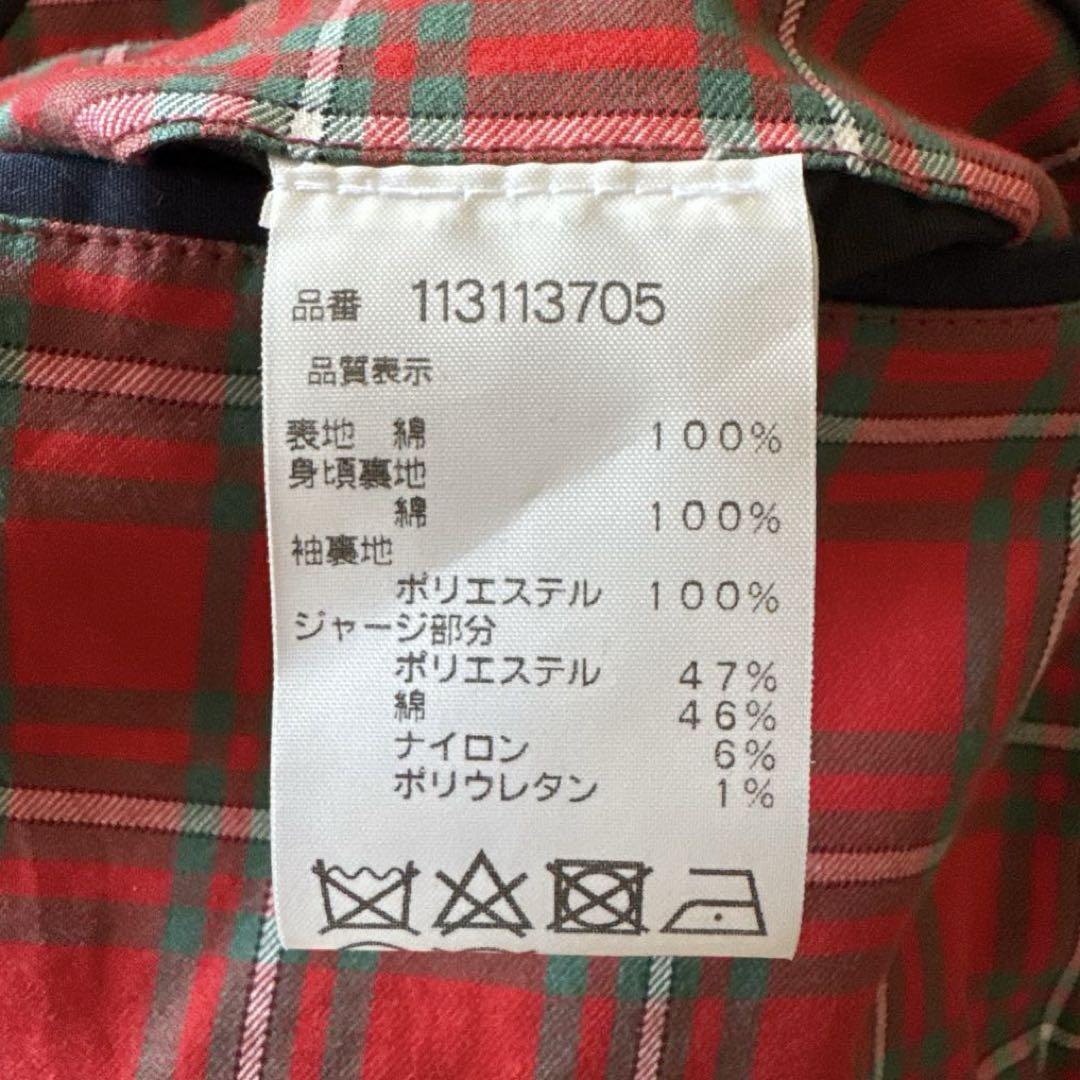 品番 113113705
品質表示
表地 綿 100%
身頃裏地
綿 100%
袖裏地
ポリエステル 100%
ジャージ部分
ポリエステル 47%
綿 46%
ナイロン 6%
ポリウレタン 1%